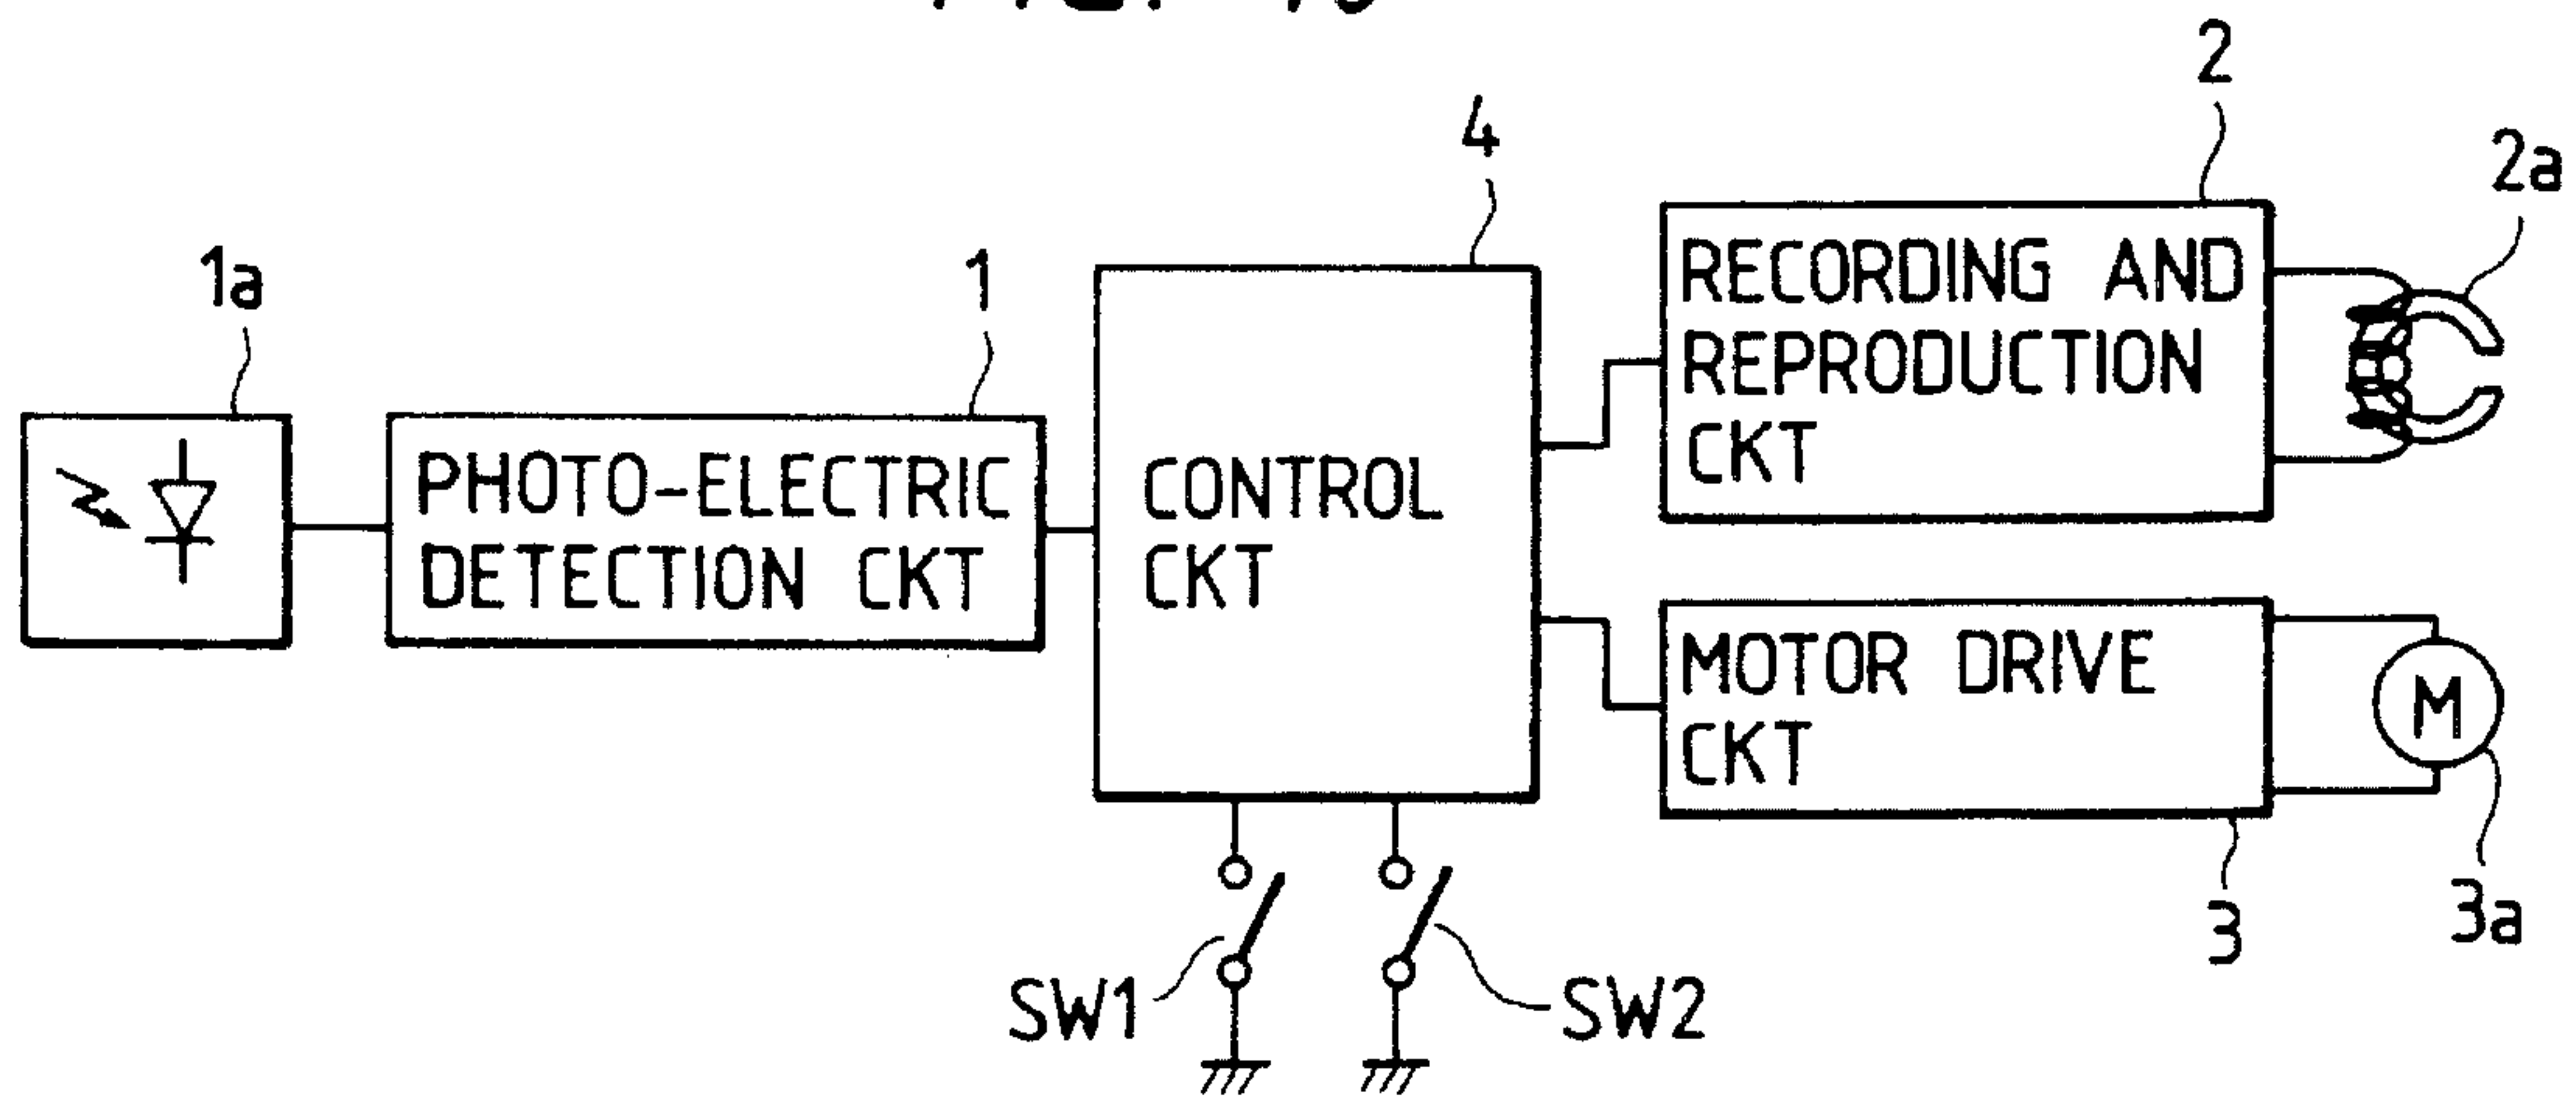 2
4
2a
1a
1
RECORDING AND
REPRODUCTION
CKT
PHOTO-ELECTRIC
DETECTION CKT
CONTROL
CKT
MOTOR DRIVE
CKT
M
3
3a
SW1
SW2